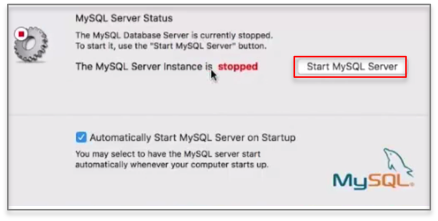 MySQL Server Status
The MySQL Database Server is currently stopped.
To start it, use the "Start MySQL Server" button.
The MySQL Server Instance is stopped
Start MySQL Server
Automatically Start MySQL Server on Startup
You may select to have the MySQL server start
automatically whenever your computer starts up.
MySQL